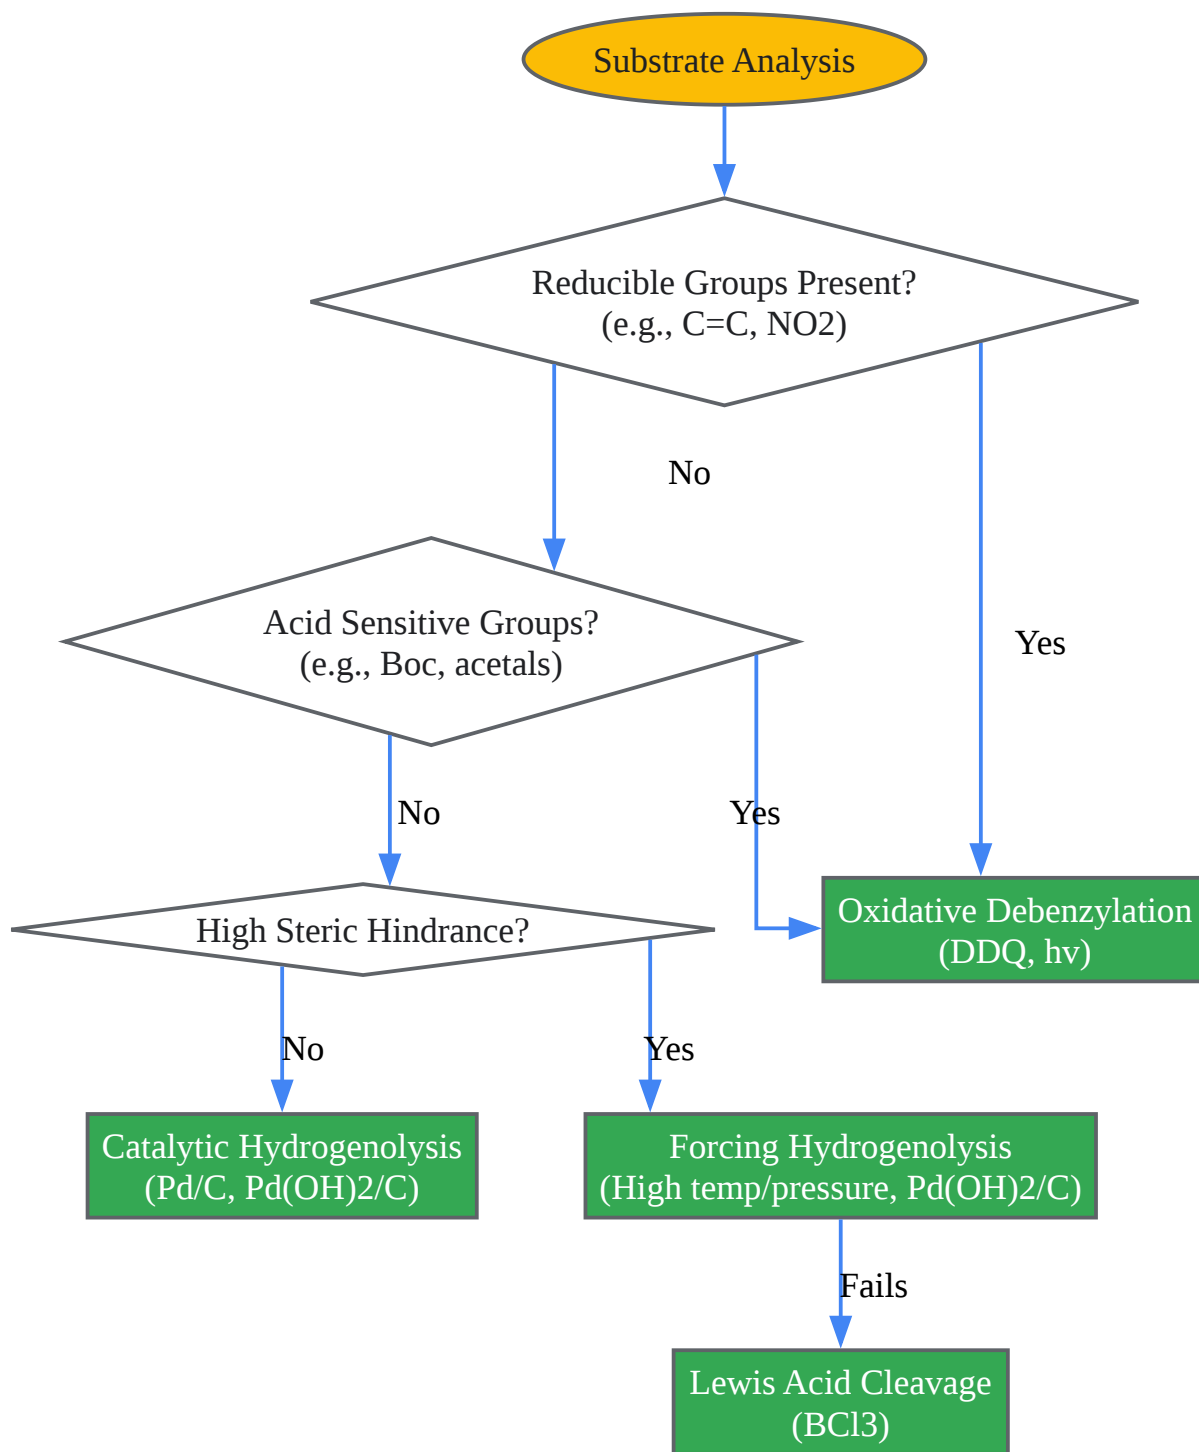 Substrate Analysis
Reducible Groups Present?
(e.g., C=C, NO2)
No
Acid Sensitive Groups?
(e.g., Boc, acetals)
Yes
No
Yes
High Steric Hindrance?
Oxidative Debenzylation
(DDQ, hv)
No
Yes
Catalytic Hydrogenolysis
(Pd/C, Pd(OH)2/C)
Forcing Hydrogenolysis
(High temp/pressure, Pd(OH)2/C)
Fails
Lewis Acid Cleavage
(BCl3)